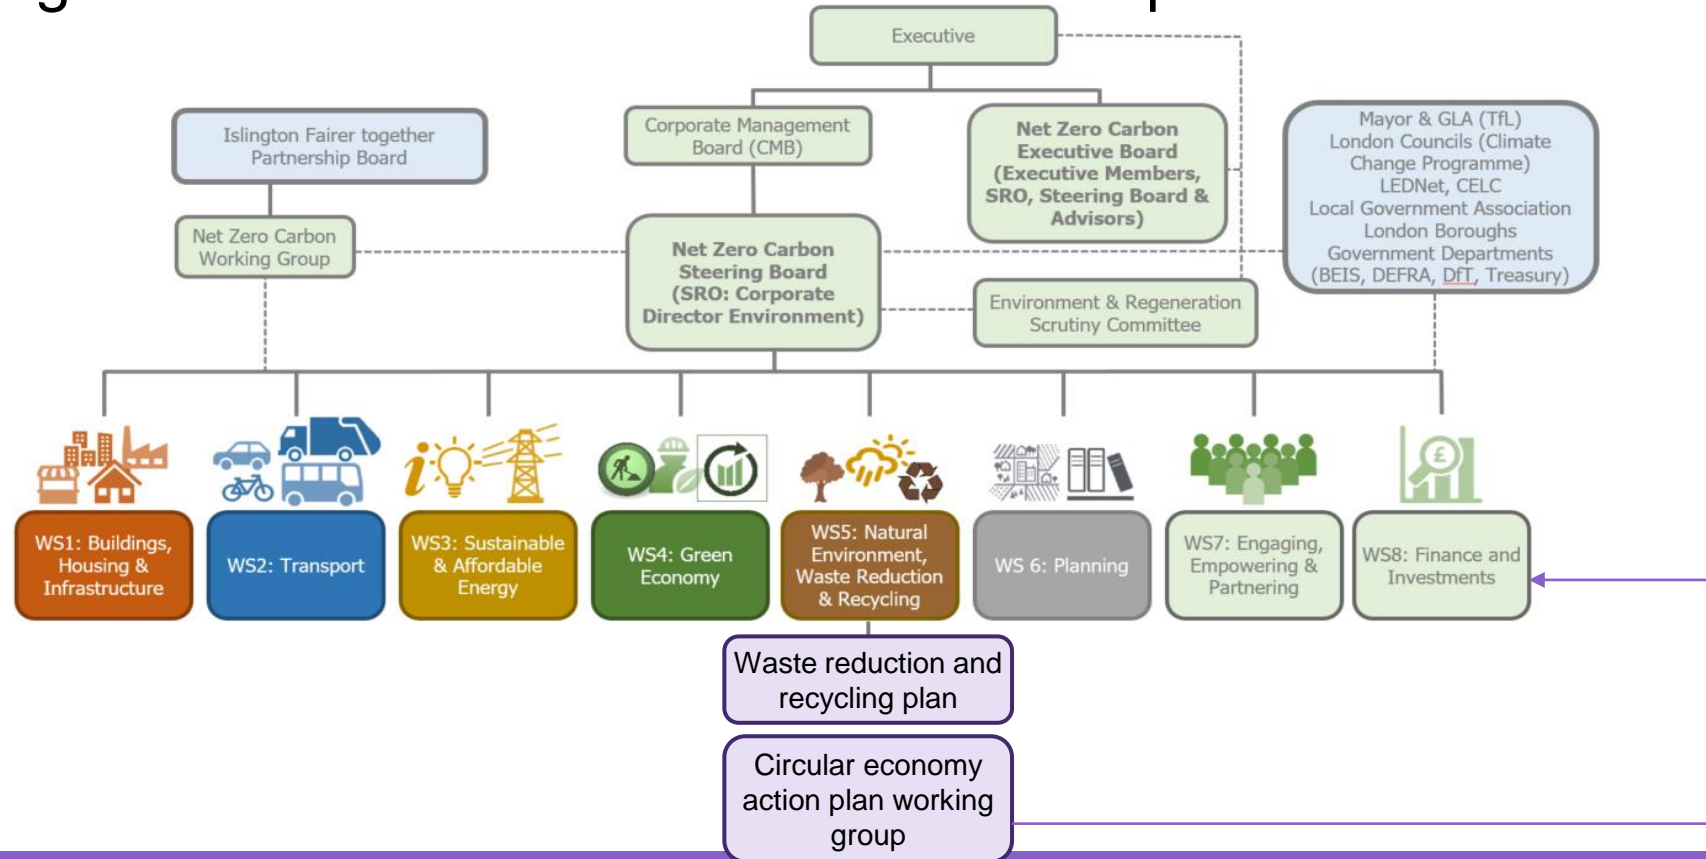 Executive
Islington Fairer together
Partnership Board
Corporate Management
Board (CMB)
Net Zero Carbon
Executive Board
(Executive Members,
SRO, Steering Board &
Advisors)
Mayor & GLA (TfL)
London Councils (Climate
Change Programme)
LEDNet, CELC
Local Government Association
London Boroughs
Government Departments
(BEIS, DEFRA, DfT, Treasury)
Net Zero Carbon
Working Group
Net Zero Carbon
Steering Board
(SRO: Corporate
Director Environment)
Environment & Regeneration
Scrutiny Committee
WS1: Buildings,
Housing &
Infrastructure
WS2: Transport
WS3: Sustainable
& Affordable
Energy
WS4: Green
Economy
WS5: Natural
Environment,
Waste Reduction
& Recycling
WS 6: Planning
WS7: Engaging,
Empowering &
Partnering
WS8: Finance and
Investments
Waste reduction and
recycling plan
Circular economy
action plan working
group